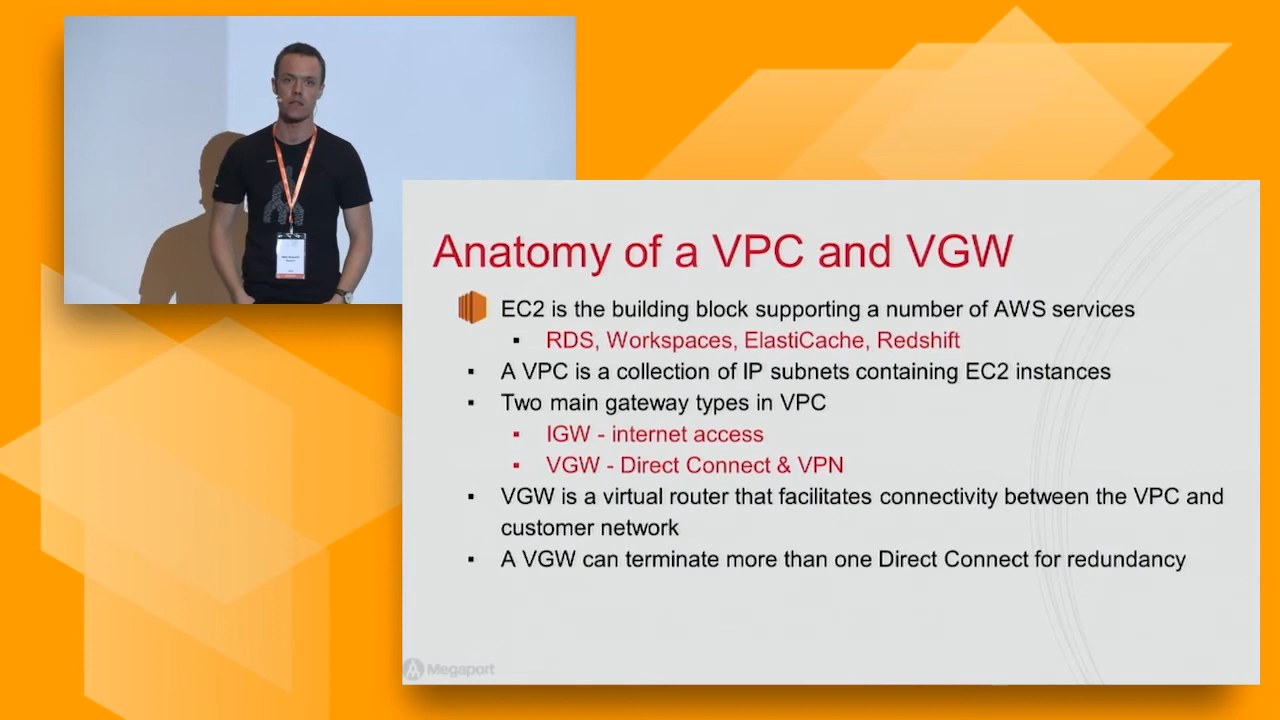 Anatomy of a VPC and VGW
EC2 is the building block supporting a number of AWS services
▪ RDS, Workspaces, ElastiCache, Redshift
▪ A VPC is a collection of IP subnets containing EC2 instances
▪ Two main gateway types in VPC
▪ IGW - internet access
▪ VGW - Direct Connect & VPN
▪ VGW is a virtual router that facilitates connectivity between the VPC and
customer network
▪ A VGW can terminate more than one Direct Connect for redundancy
Megaport